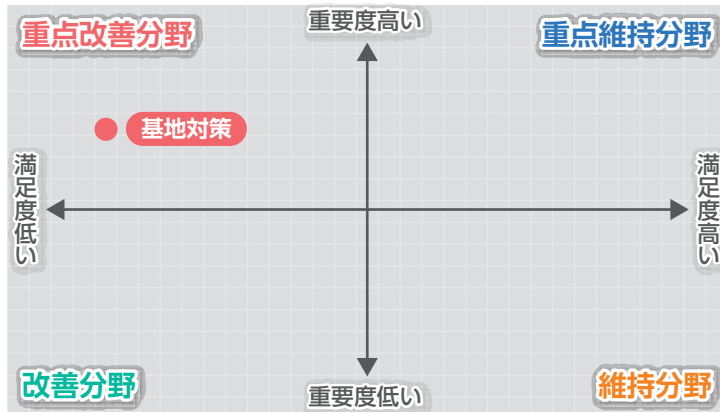 重点改善分野
重要度高い
重点維持分野
基地対策
満足度低い
満足度高い
改善分野
重要度低い
維持分野